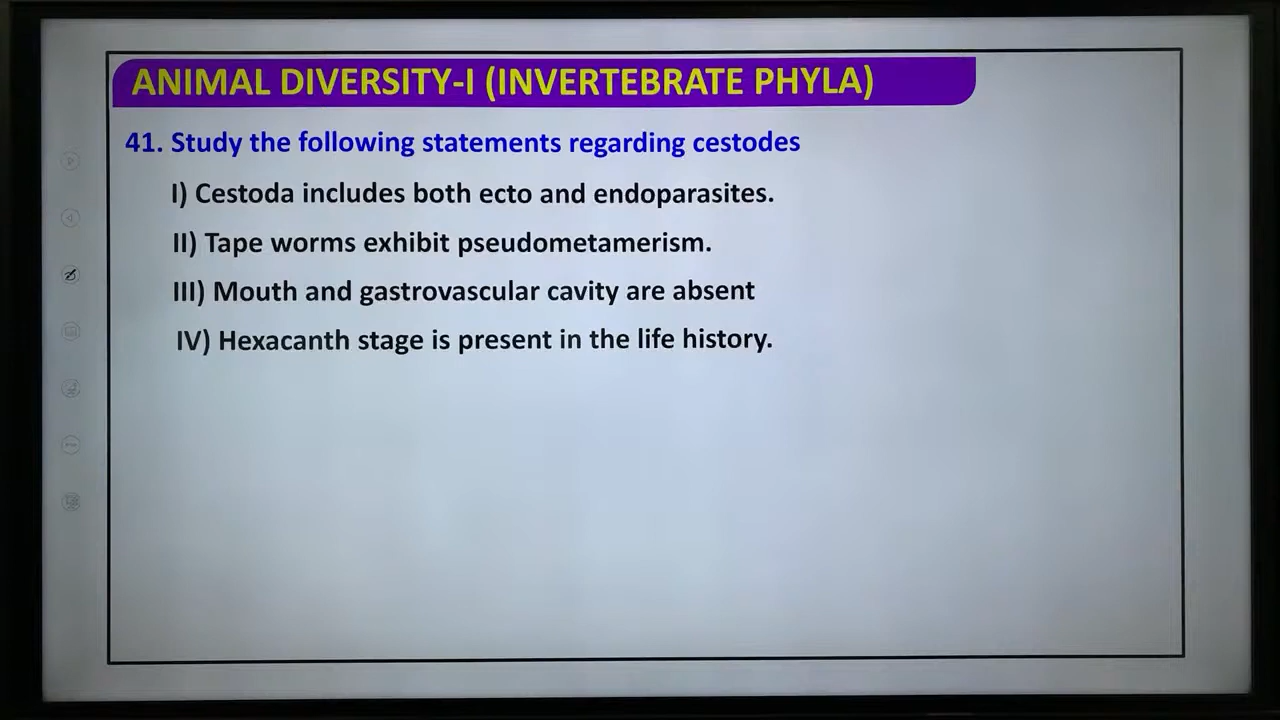 ANIMAL DIVERSITY-I (INVERTEBRATE PHYLA)
41. Study the following statements regarding cestodes
I) Cestoda includes both ecto and endoparasites.
II) Tape worms exhibit pseudometamerism.
III) Mouth and gastrovascular cavity are absent
IV) Hexacanth stage is present in the life history.